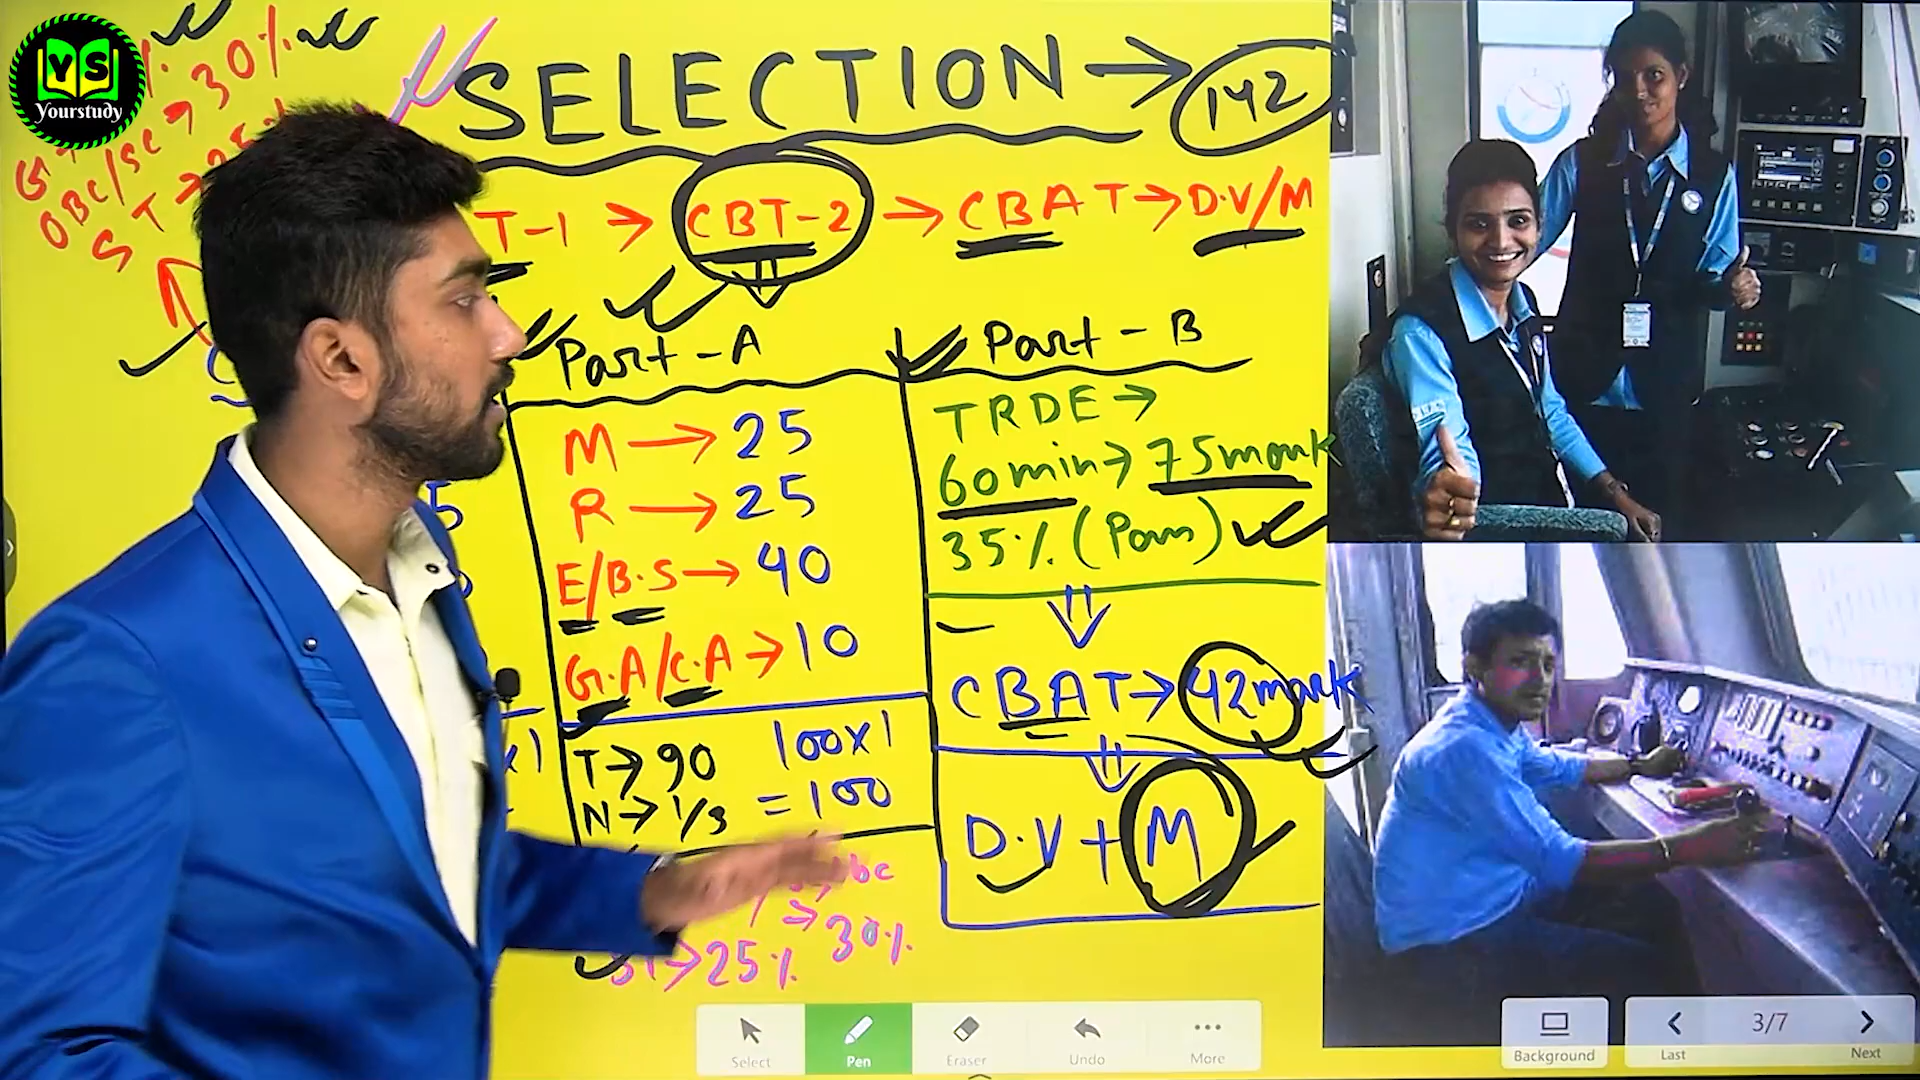 YS
Yourstudy
30%
OBC/SC
SELECTION → 142
T-1 → CBT-2 → CBAT → D.V/M
Part - A
Part - B
M → 25
R → 25
E/B.S → 40
G.A/C.A → 10
T → 90 100x1
N → 1/3 = 100
→ 30%
→ 25%
TRDE →
60min → 75mark
35% (Pass)
CBAT → 42mark
D.V + M
Select
Pen
Eraser
Undo
More
Background
Last
3/7
Next